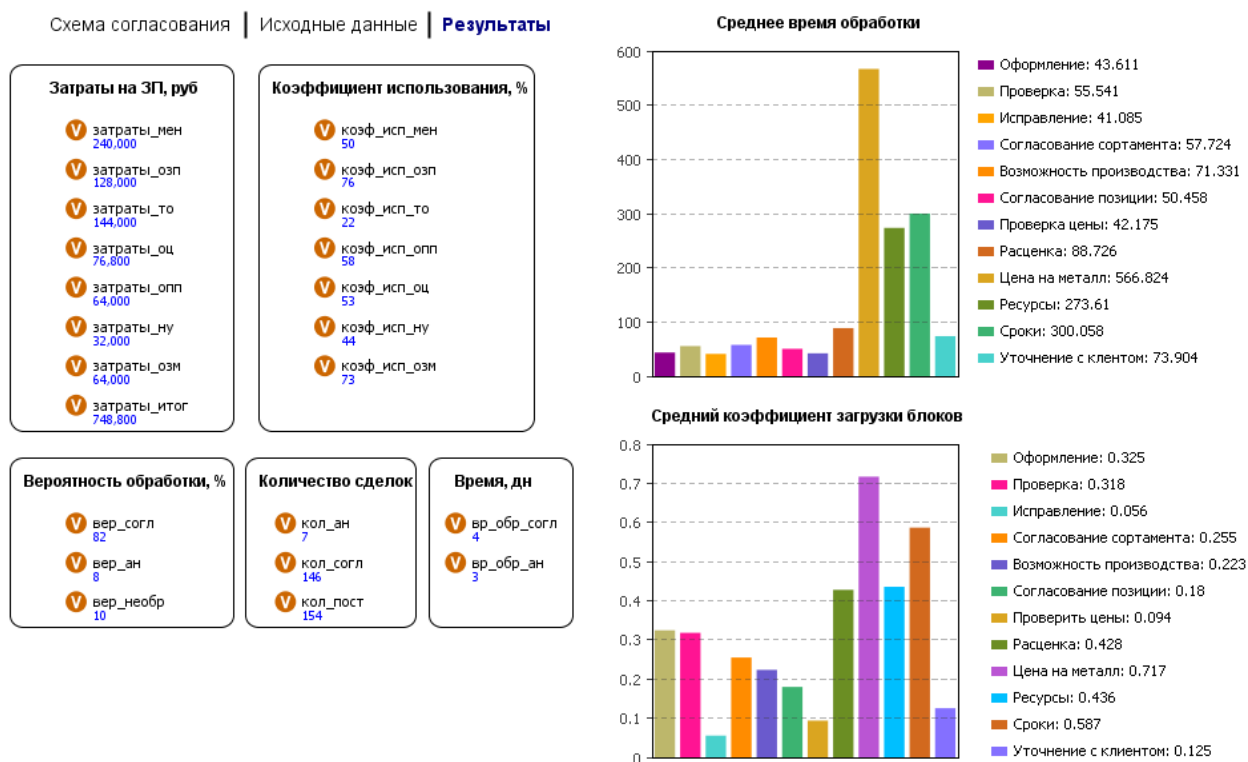 Схема согласования | Исходные данные | Результаты
Затраты на ЗП, руб
затраты_мен
240,000
затраты_озп
128,000
затраты_то
144,000
затраты_оц
76,800
затраты_опп
64,000
затраты_ну
32,000
затраты_озм
64,000
затраты_итог
748,800
Коэффициент использования, %
коэф_исп_мен
50
коэф_исп_озп
76
коэф_исп_то
22
коэф_исп_опп
58
коэф_исп_оц
53
коэф_исп_ну
44
коэф_исп_озм
73
Вероятность обработки, %
вер_согл
82
вер_ан
8
вер_необр
10
Количество сделок
кол_ан
7
кол_согл
146
кол_пост
154
Время, дн
вр_обр_согл
4
вр_обр_ан
3
Среднее время обработки
600
500
400
300
200
100
0
Оформление: 43.611
Проверка: 55.541
Исправление: 41.085
Согласование сортамента: 57.724
Возможность производства: 71.331
Согласование позиции: 50.458
Проверка цены: 42.175
Расценка: 88.726
Цена на металл: 566.824
Ресурсы: 273.61
Сроки: 300.058
Уточнение с клентом: 73.904
Средний коэффициент загрузки блоков
0.8
0.7
0.6
0.5
0.4
0.3
0.2
0.1
0
Оформление: 0.325
Проверка: 0.318
Исправление: 0.056
Согласование сортамента: 0.255
Возможность производства: 0.223
Согласование позиции: 0.18
Проверить цены: 0.094
Расценка: 0.428
Цена на металл: 0.717
Ресурсы: 0.436
Сроки: 0.587
Уточнение с клиентом: 0.125